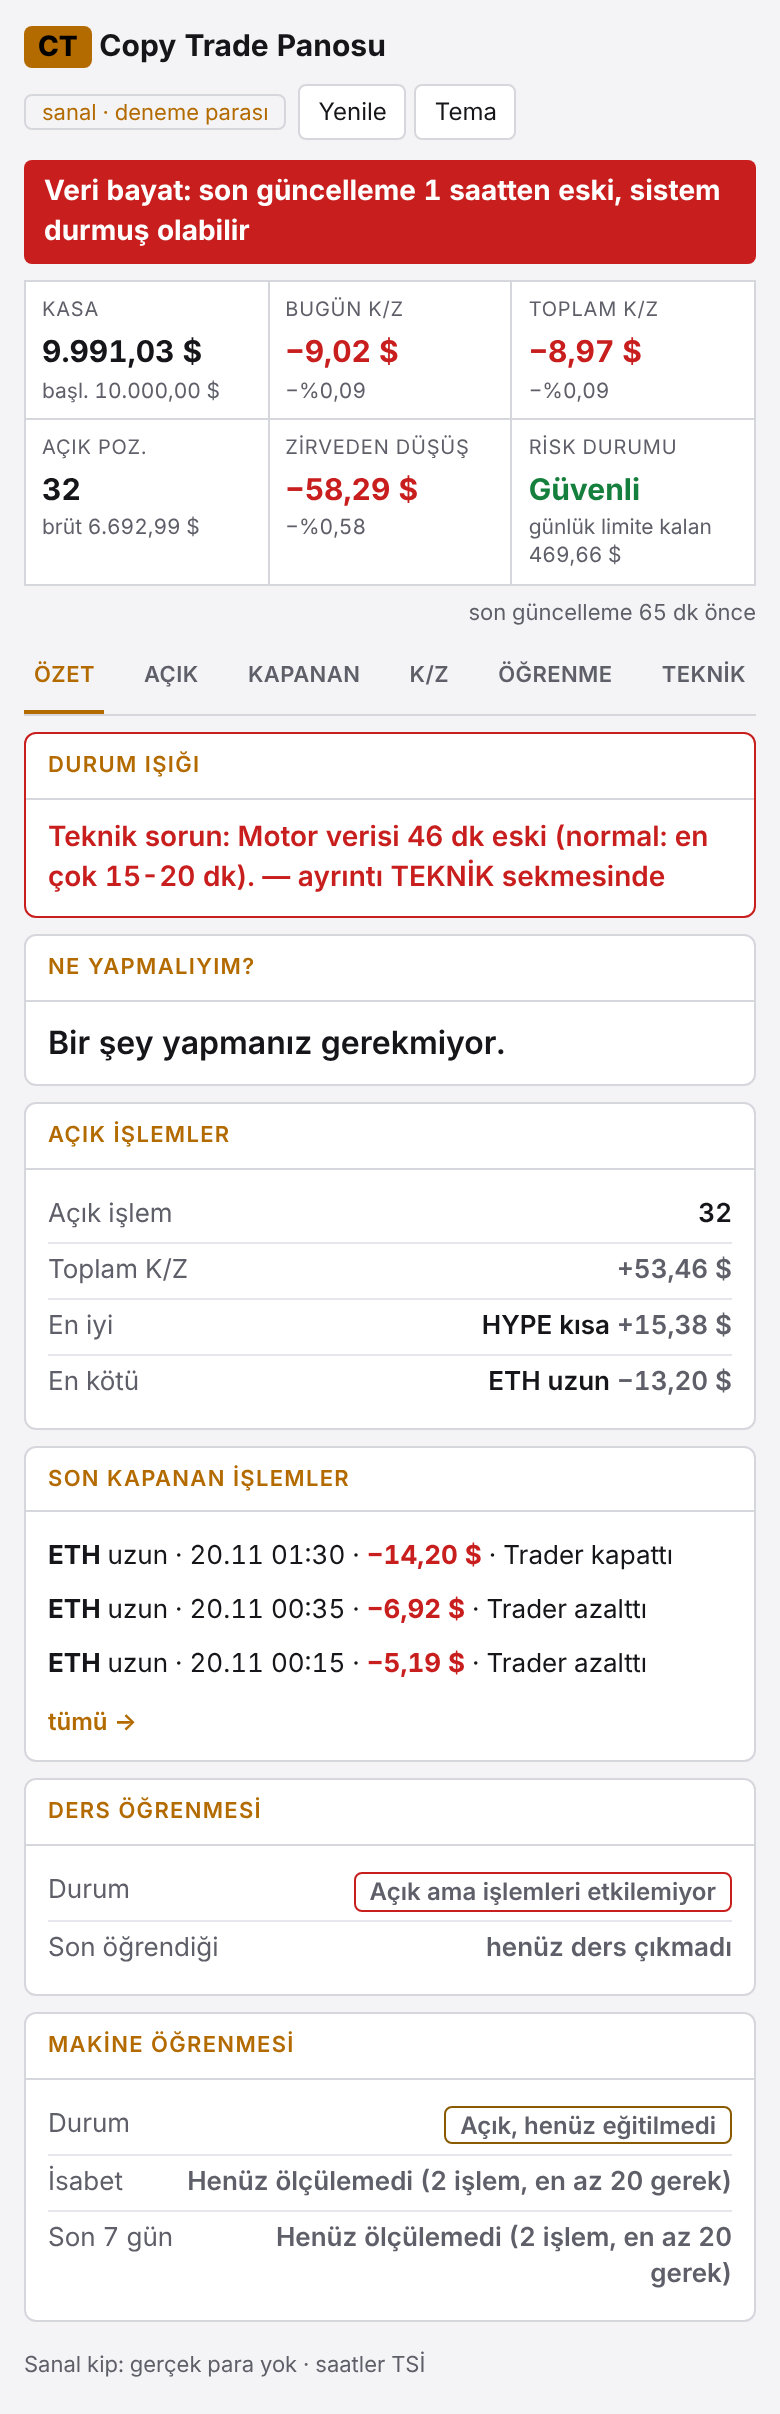 CT Copy Trade Panosu
sanal · deneme parası Yenile Tema
Veri bayat: son güncelleme 1 saatten eski, sistem
durmuş olabilir
KASA BUGÜN K/Z TOPLAM K/Z
9.991,03 $ −9,02 $ −8,97 $
başl. 10.000,00 $ −%0,09 −%0,09
AÇIK POZ. ZİRVEDEN DÜŞÜŞ RİSK DURUMU
32 −58,29 $ Güvenli
brüt 6.692,99 $ −%0,58 günlük limite kalan
469,66 $
son güncelleme 65 dk önce
ÖZET AÇIK KAPANAN K/Z ÖĞRENME TEKNİK
DURUM IŞIĞI
Teknik sorun: Motor verisi 46 dk eski (normal: en
çok 15-20 dk). — ayrıntı TEKNİK sekmesinde
NE YAPMALIYIM?
Bir şey yapmanız gerekmiyor.
AÇIK İŞLEMLER
Açık işlem 32
Toplam K/Z +53,46 $
En iyi HYPE kısa +15,38 $
En kötü ETH uzun −13,20 $
SON KAPANAN İŞLEMLER
ETH uzun · 20.11 01:30 · −14,20 $ · Trader kapattı
ETH uzun · 20.11 00:35 · −6,92 $ · Trader azalttı
ETH uzun · 20.11 00:15 · −5,19 $ · Trader azalttı
tümü →
DERS ÖĞRENMESİ
Durum Açık ama işlemleri etkilemiyor
Son öğrendiği henüz ders çıkmadı
MAKİNE ÖĞRENMESİ
Durum Açık, henüz eğitilmedi
İsabet Henüz ölçülemedi (2 işlem, en az 20 gerek)
Son 7 gün Henüz ölçülemedi (2 işlem, en az 20
gerek)
Sanal kip: gerçek para yok · saatler TSİ